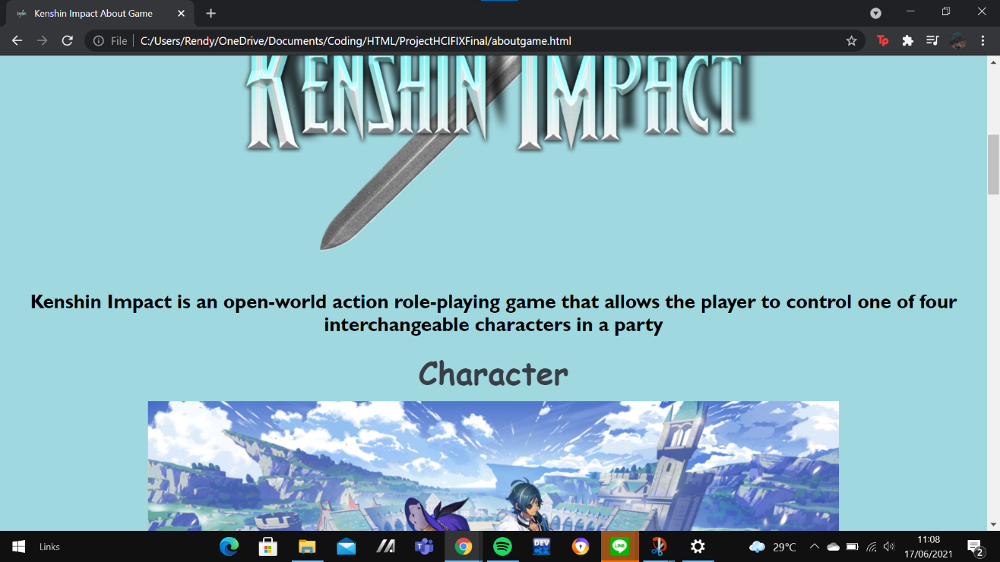 Kenshin Impact About Game
File
C:/Users/Rendy/OneDrive/Documents/Coding/HTML/ProjectHCIFIXFinal/aboutgame.html
Tp
KENSHIN IMPACT
Kenshin Impact is an open-world action role-playing game that allows the player to control one of four
interchangeable characters in a party
Character
Links
DEV
LINE
29°C
11:08
17/06/2021
2